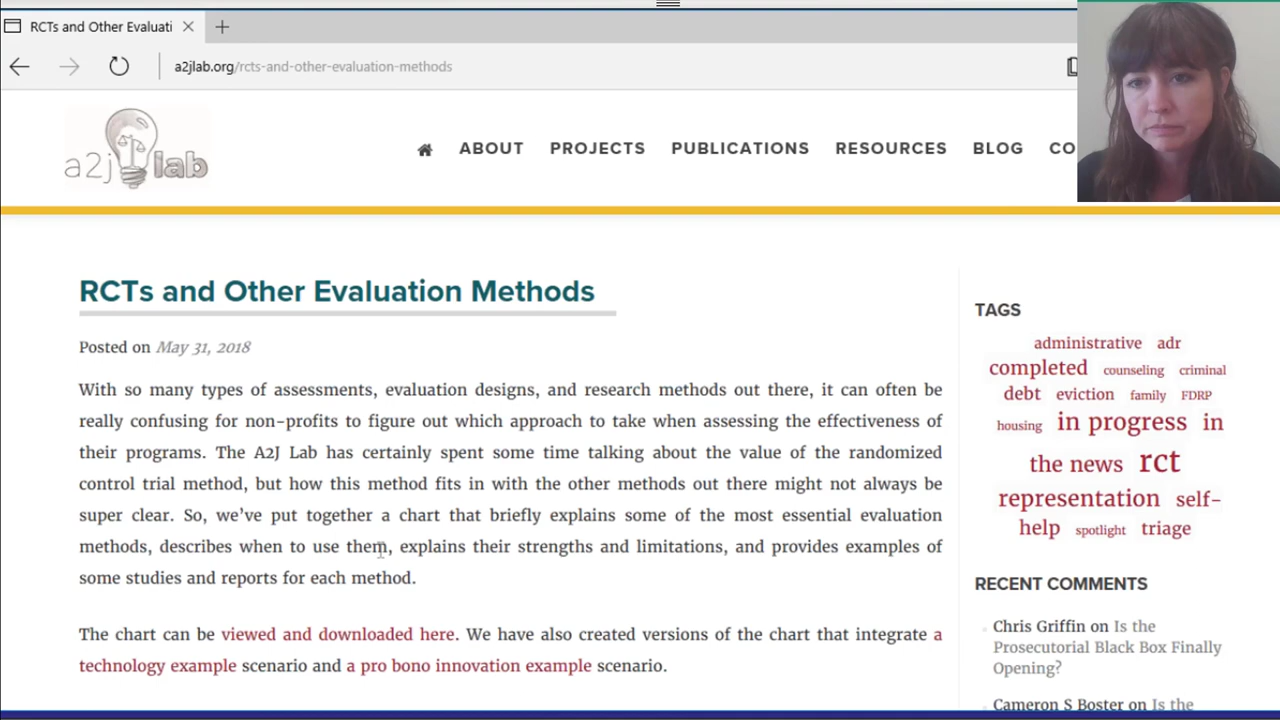 RCTs and Other Evaluati
a2jlab.org/rcts-and-other-evaluation-methods
a2j lab
ABOUT PROJECTS PUBLICATIONS RESOURCES BLOG CO
RCTs and Other Evaluation Methods
Posted on May 31, 2018
With so many types of assessments, evaluation designs, and research methods out there, it can often be
really confusing for non-profits to figure out which approach to take when assessing the effectiveness of
their programs. The A2J Lab has certainly spent some time talking about the value of the randomized
control trial method, but how this method fits in with the other methods out there might not always be
super clear. So, we've put together a chart that briefly explains some of the most essential evaluation
methods, describes when to use them, explains their strengths and limitations, and provides examples of
some studies and reports for each method.
The chart can be viewed and downloaded here. We have also created versions of the chart that integrate a
technology example scenario and a pro bono innovation example scenario.
TAGS
administrative adr
completed counseling criminal
debt eviction family FDRP
housing in progress in
the news rct
representation self-
help spotlight triage
RECENT COMMENTS
Chris Griffin on Is the
Prosecutorial Black Box Finally
Opening?
Cameron S Boster on Is the